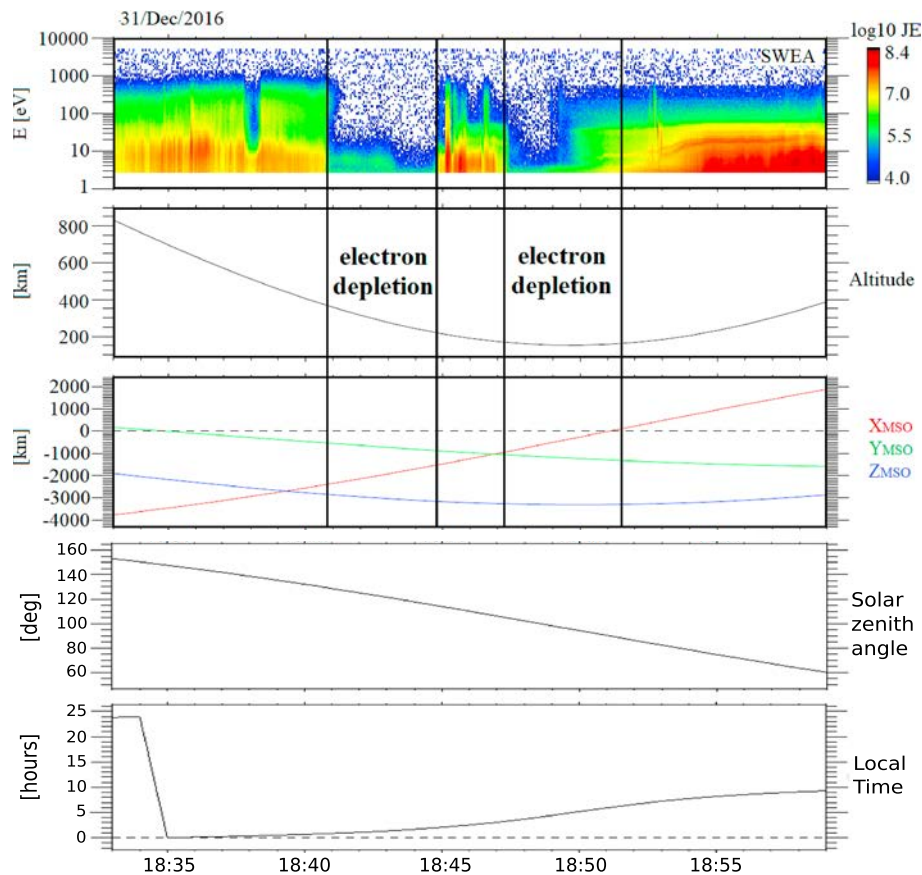 31/Dec/2016
log10 JE
10000
1000
100
10
1
E [eV]
SWEA
8.4
7.0
5.5
4.0
800
600
400
200
[km]
electron
depletion
electron
depletion
Altitude
2000
1000
0
-1000
-2000
-3000
-4000
[km]
XMSO
YMSO
ZMSO
160
140
120
100
80
60
[deg]
Solar
zenith
angle
25
20
15
10
5
0
[hours]
Local
Time
18:35 18:40 18:45 18:50 18:55